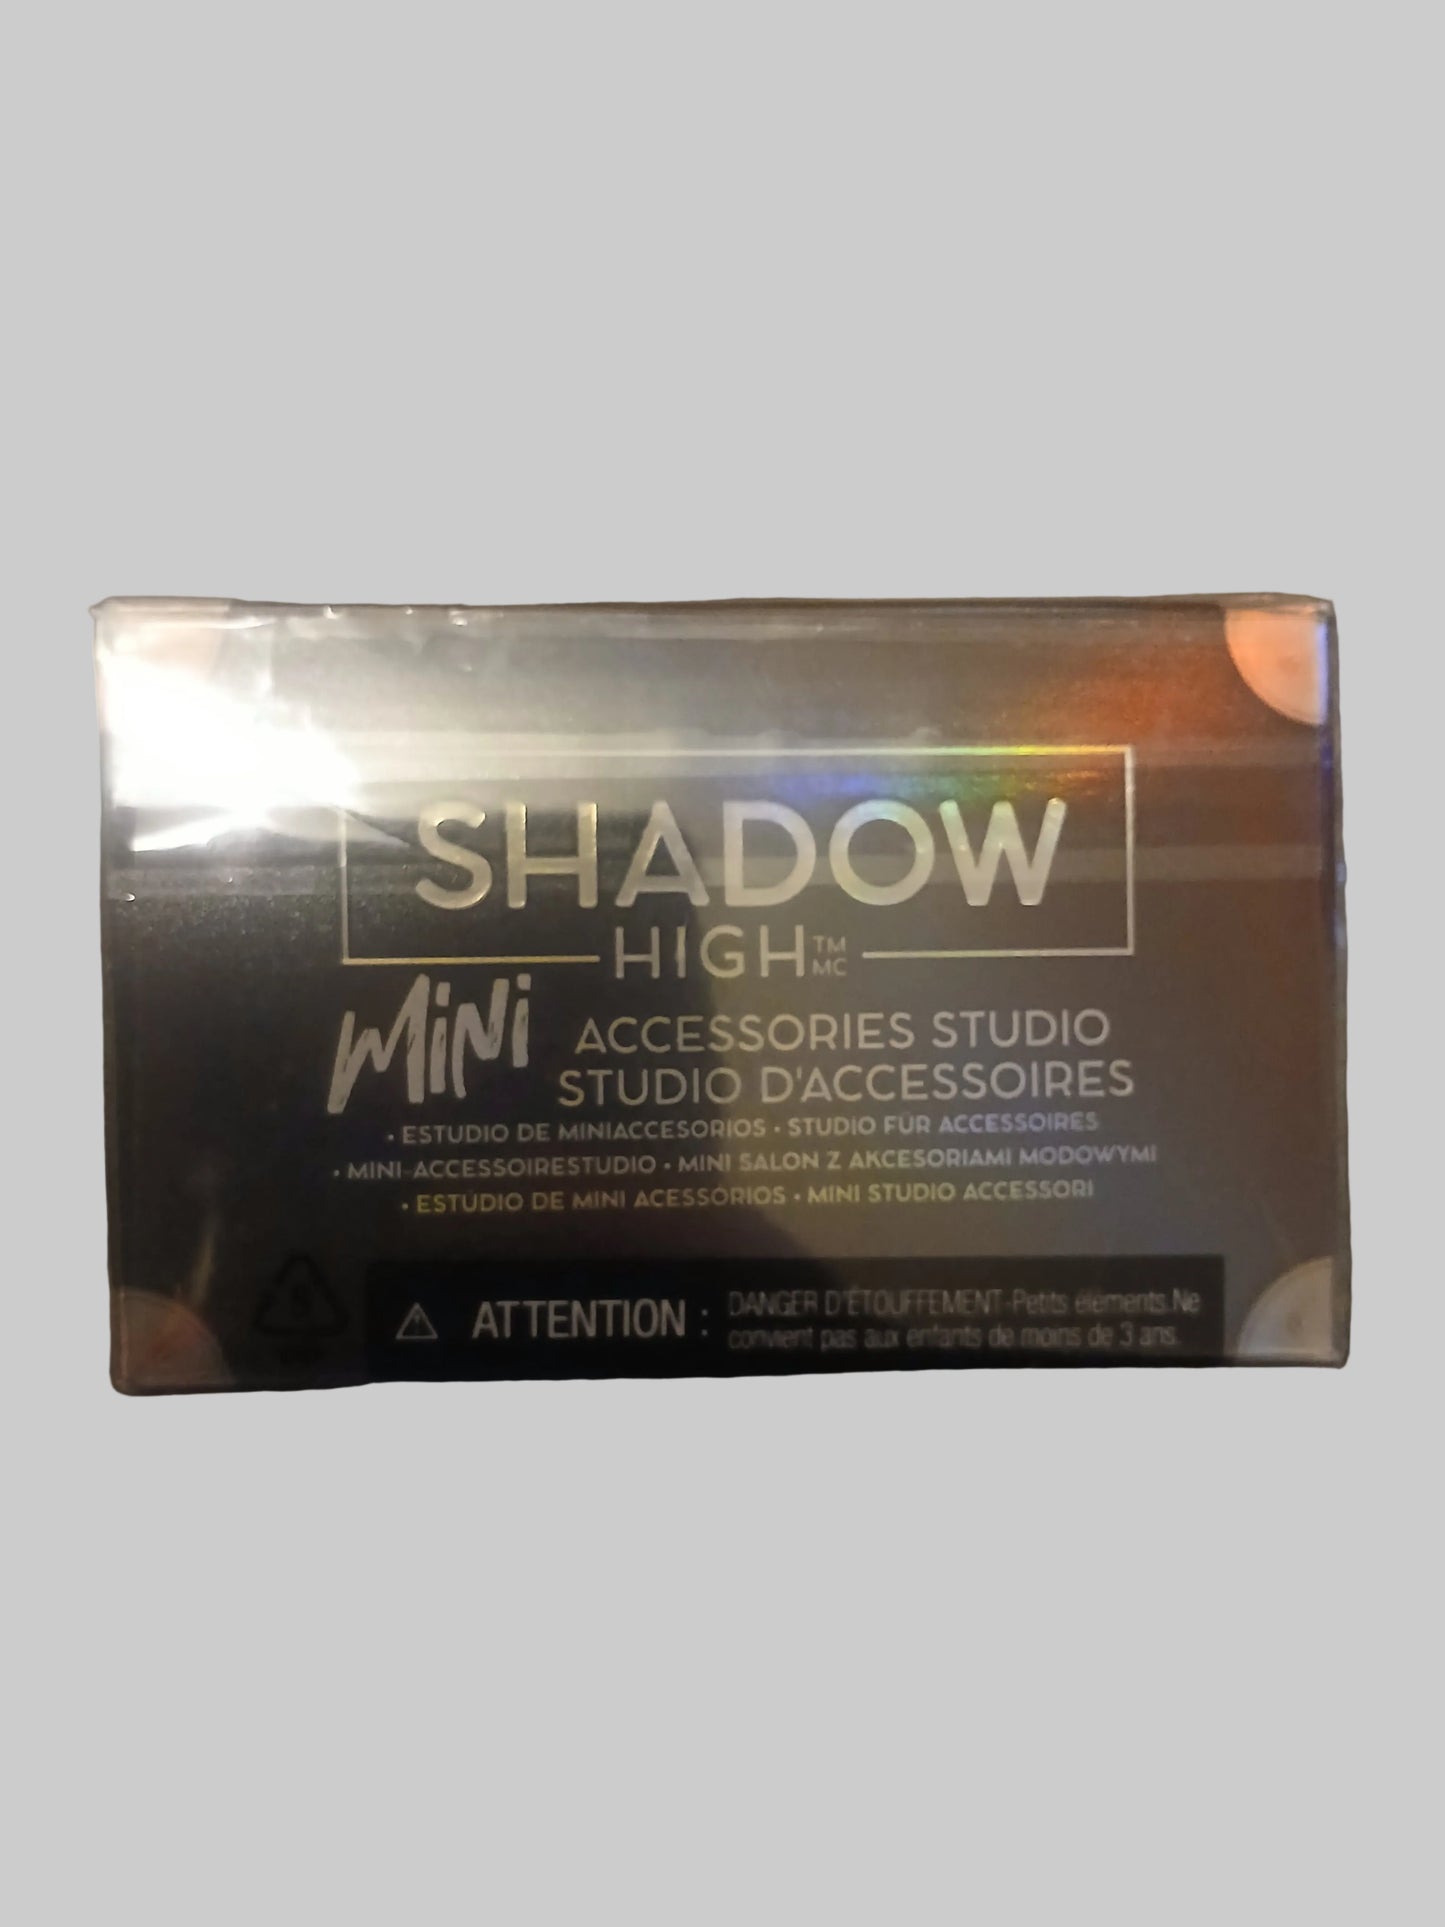 SHADOW
HIGH™ MC
MiNi ACCESSORIES STUDIO
STUDIO D'ACCESSOIRES
• ESTUDIO DE MINIACCESORIOS • STUDIO FÜR ACCESSOIRES
• MINI-ACCESSOIRESTUDIO • MINI SALON Z AKCESORIAMI MODOWYMI
• ESTÚDIO DE MINI ACESSÓRIOS • MINI STUDIO ACCESSORI
⚠ ATTENTION : DANGER D'ÉTOUFFEMENT-Petits éléments. Ne
convient pas aux enfants de moins de 3 ans.